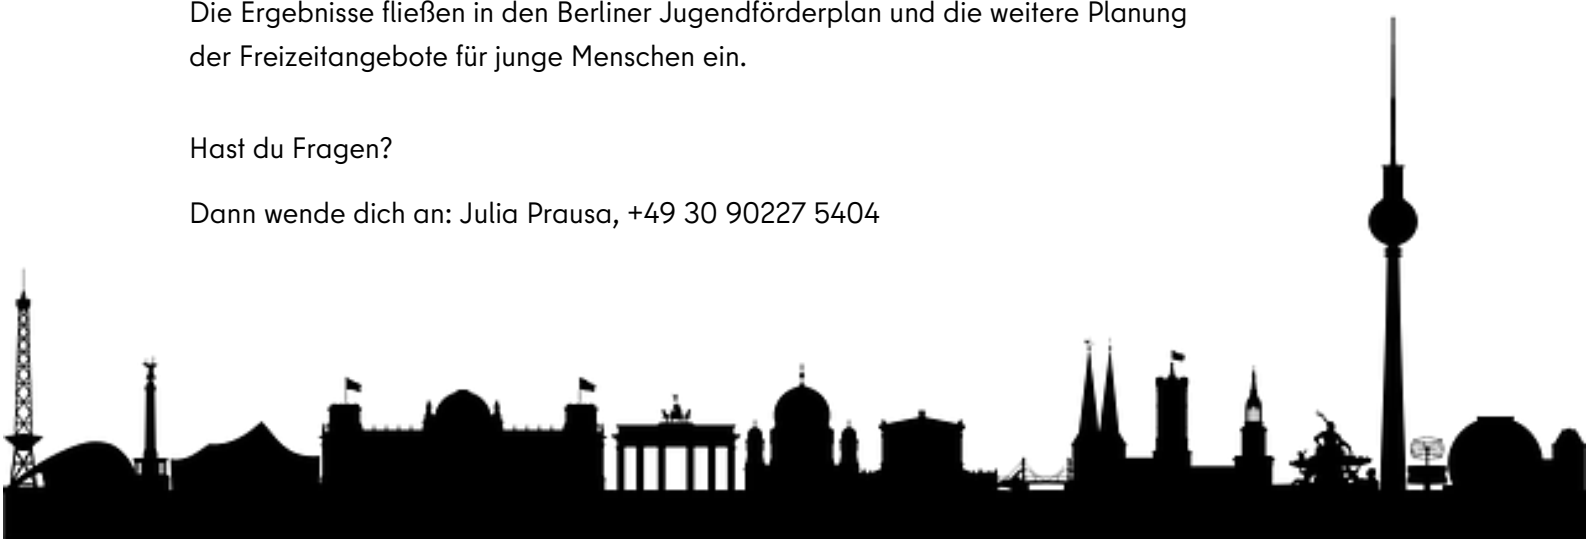 Die Ergebnisse fließen in den Berliner Jugendförderplan und die weitere Planung
der Freizeitangebote für junge Menschen ein.
Hast du Fragen?
Dann wende dich an: Julia Prausa, +49 30 90227 5404